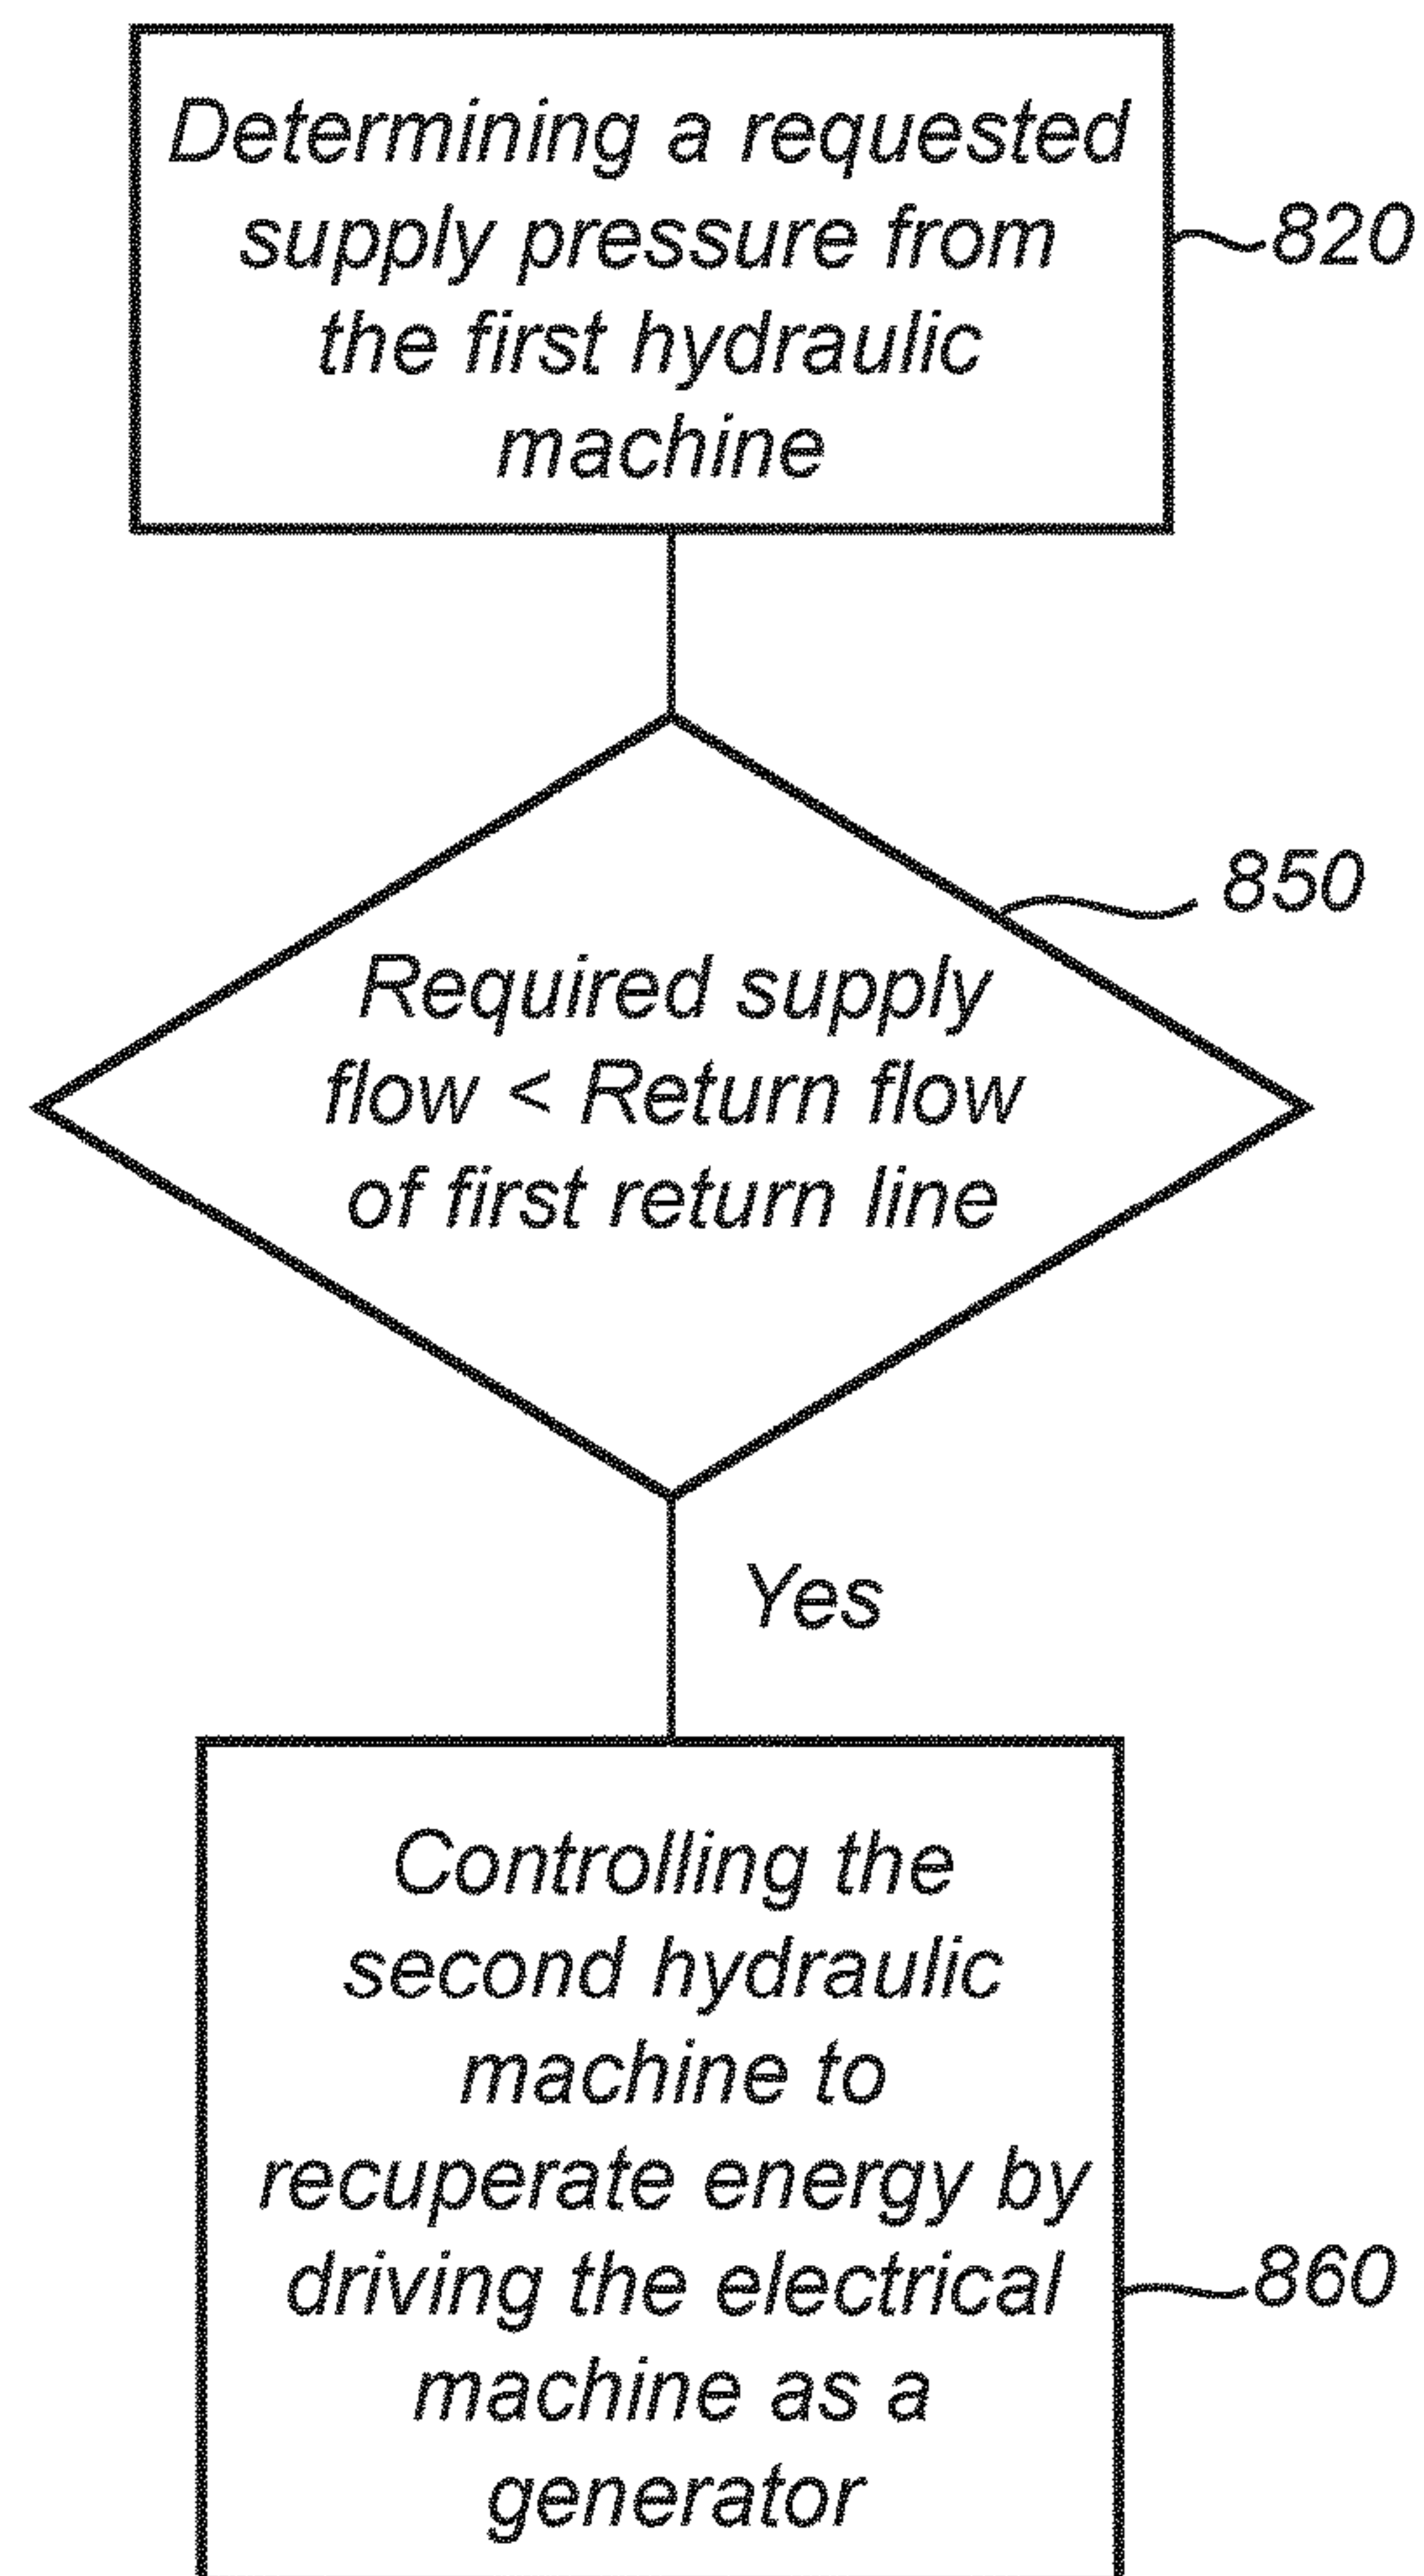 Determining a requested
supply pressure from
the first hydraulic
machine
820
850
Required supply
flow < Return flow
of first return line
Yes
Controlling the
second hydraulic
machine to
recuperate energy by
driving the electrical
machine as a
generator
860